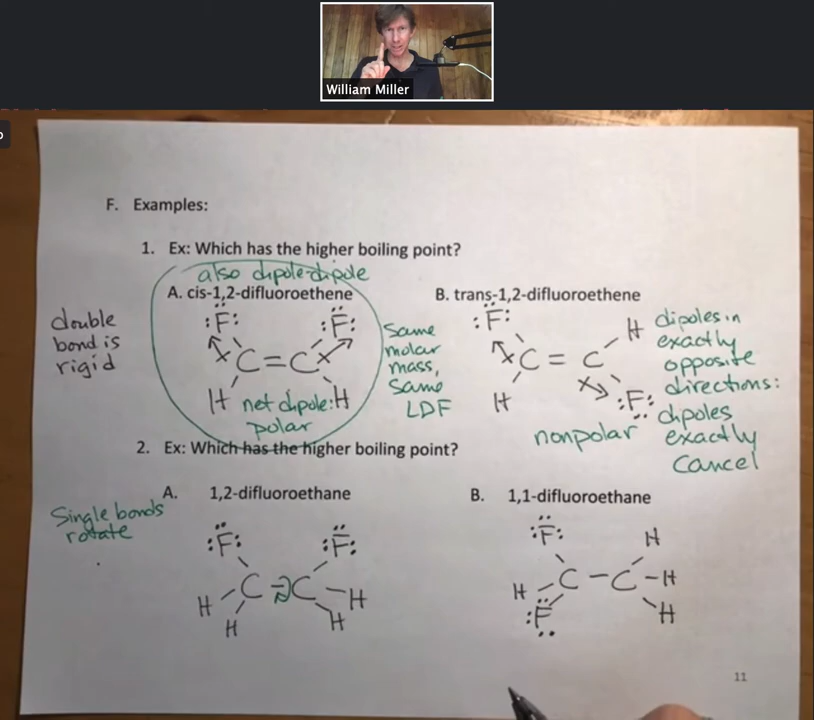 William Miller
F. Examples:
1. Ex: Which has the higher boiling point?
also dipole-dipole
A. cis-1,2-difluoroethene
B. trans-1,2-difluoroethene
double
bond is
rigid
:F: :F:
C = C
H H
net dipole:
polar
Same
molar
mass,
same
LDF
:F: H
C = C
H :F:
nonpolar
dipoles in
exactly
opposite
directions:
dipoles
exactly
cancel
2. Ex: Which has the higher boiling point?
A. 1,2-difluoroethane
B. 1,1-difluoroethane
Single bonds
rotate
:F: :F:
H C - C H
H H
:F: H
H C - C - H
:F: H
11